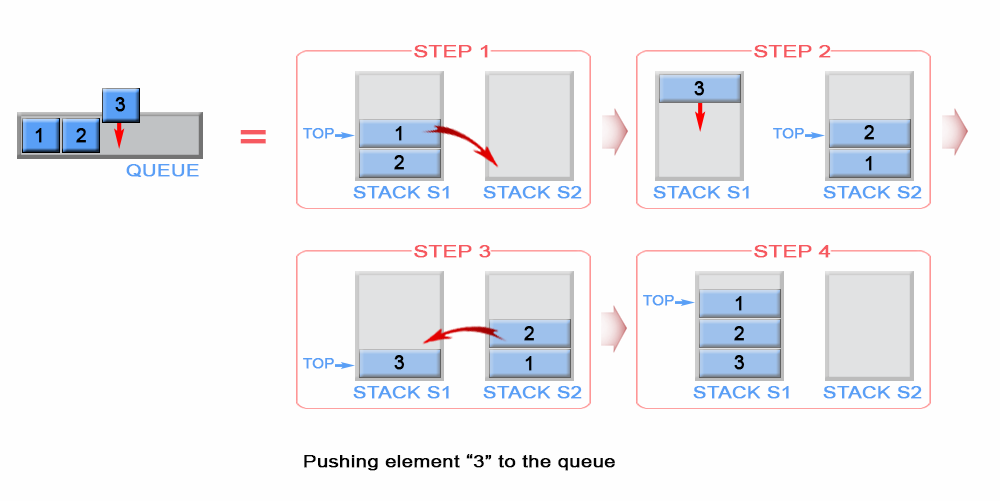 STEP 1
STEP 2
3
1 2
QUEUE
=
TOP
1
2
STACK S1 STACK S2
3
TOP
2
1
STACK S1 STACK S2
STEP 3
STEP 4
TOP
3
2
1
STACK S1 STACK S2
TOP
1
2
3
STACK S1 STACK S2
Pushing element “3” to the queue